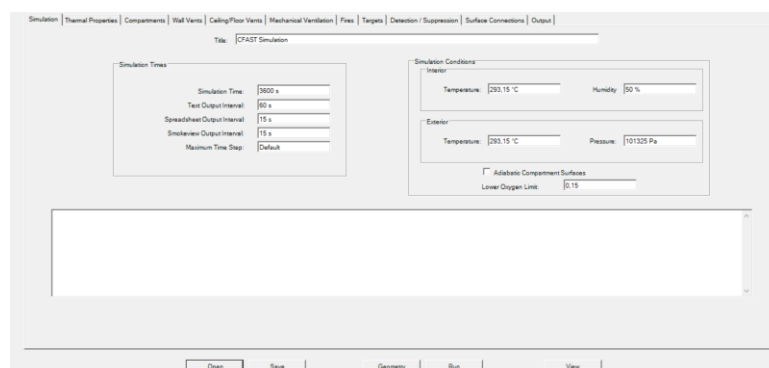 Simulation Thermal Properties Compartments Wall Vents Ceiling/Floor Vents Mechanical Ventilation Fires Targets Detection / Suppression Surface Connections Output
Title: CFAST Simulation
Simulation Times
Simulation Time: 3600 s
Text Output Interval: 60 s
Spreadsheet Output Interval: 15 s
Smokeview Output Interval: 15 s
Maximum Time Step: Default
Simulation Conditions
Interior
Temperature: 293,15 °C Humidity 50 %
Exterior
Temperature: 293,15 °C Pressure: 101325 Pa
Adiabatic Compartment Surfaces
Lower Oxygen Limit: 0,15
Open Save Geometry Run View